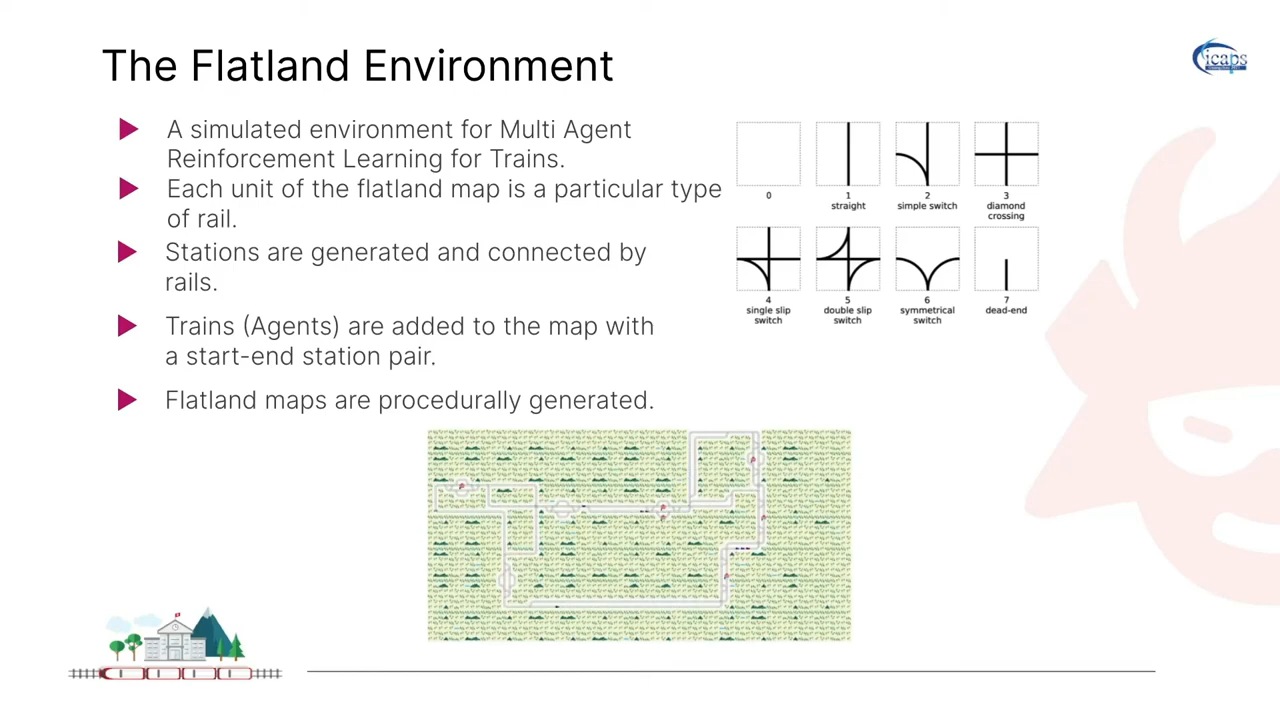 The Flatland Environment
icaps
A simulated environment for Multi Agent
Reinforcement Learning for Trains.
Each unit of the flatland map is a particular type
of rail.
Stations are generated and connected by
rails.
Trains (Agents) are added to the map with
a start-end station pair.
Flatland maps are procedurally generated.
0
1
straight
2
simple switch
3
diamond
crossing
4
single slip
switch
5
double slip
switch
6
symmetrical
switch
7
dead-end